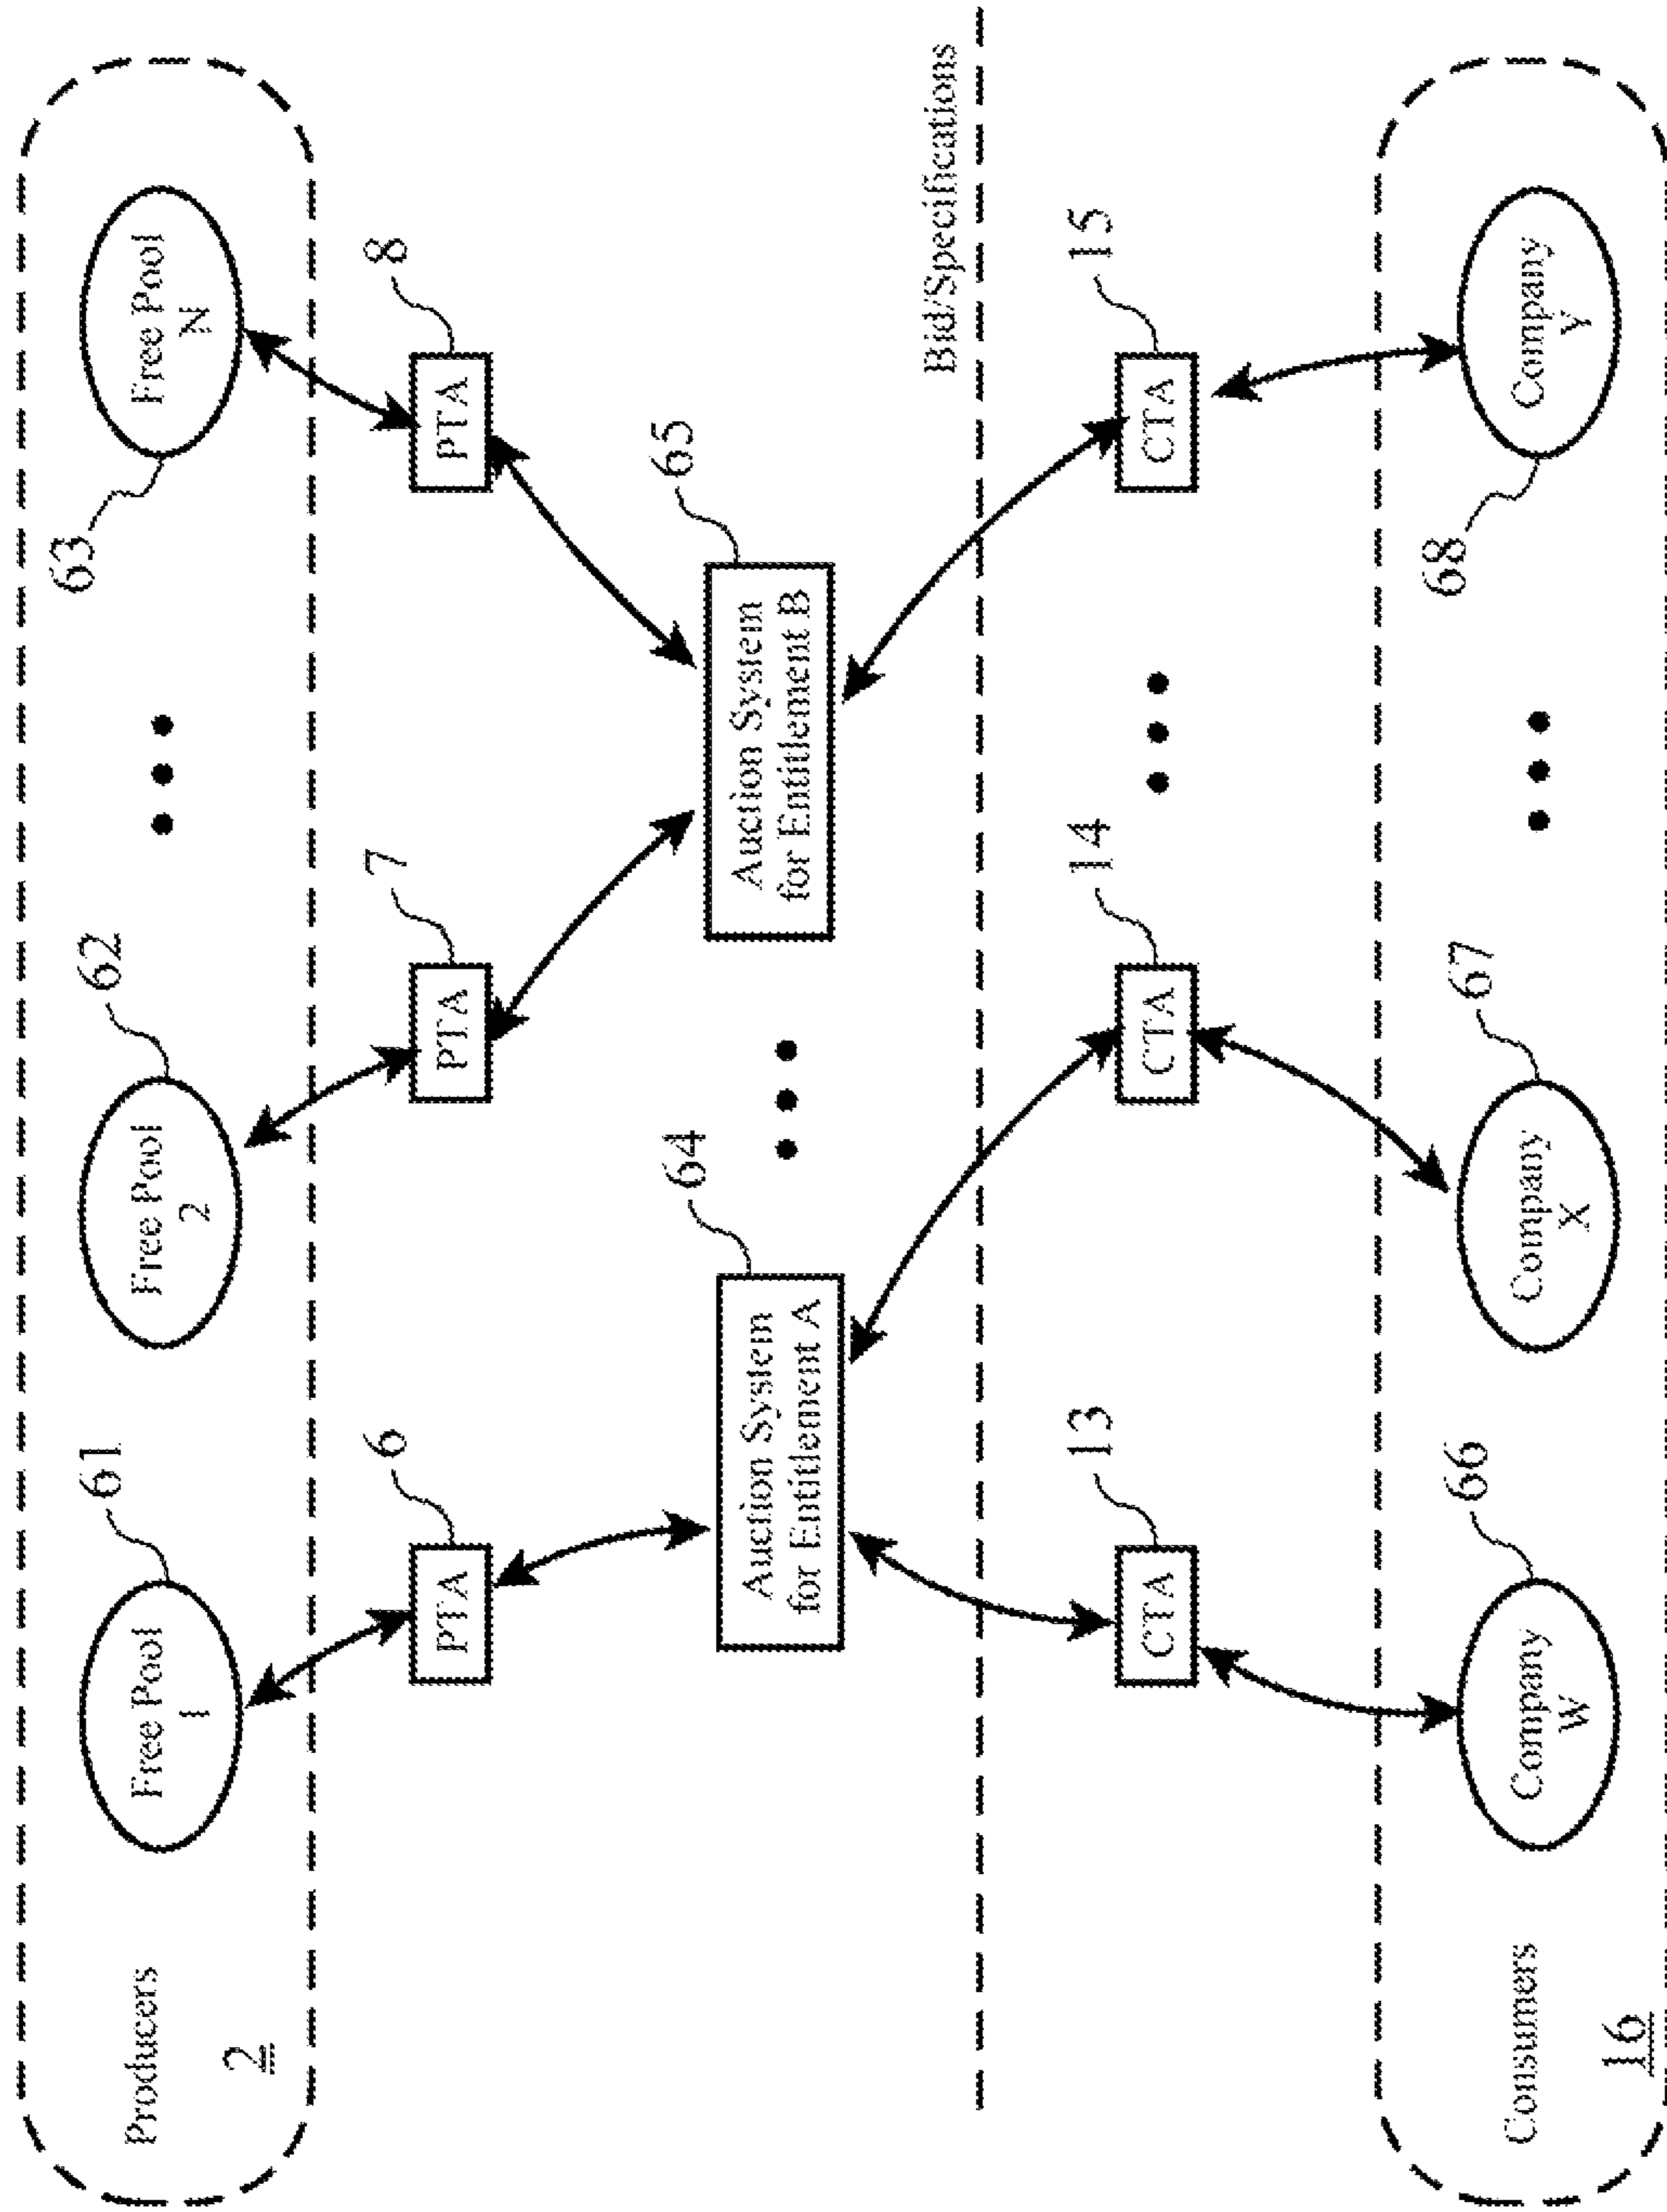 Producers
2
Free Pool
1
61
Free Pool
2
62
Free Pool
N
63
PTA
6
PTA
7
PTA
8
Auction System
for Entitlement A
64
Auction System
for Entitlement B
65
Bid/Specifications
CTA
13
CTA
14
CTA
15
Consumers
16
Company
W
66
Company
X
67
Company
Y
68